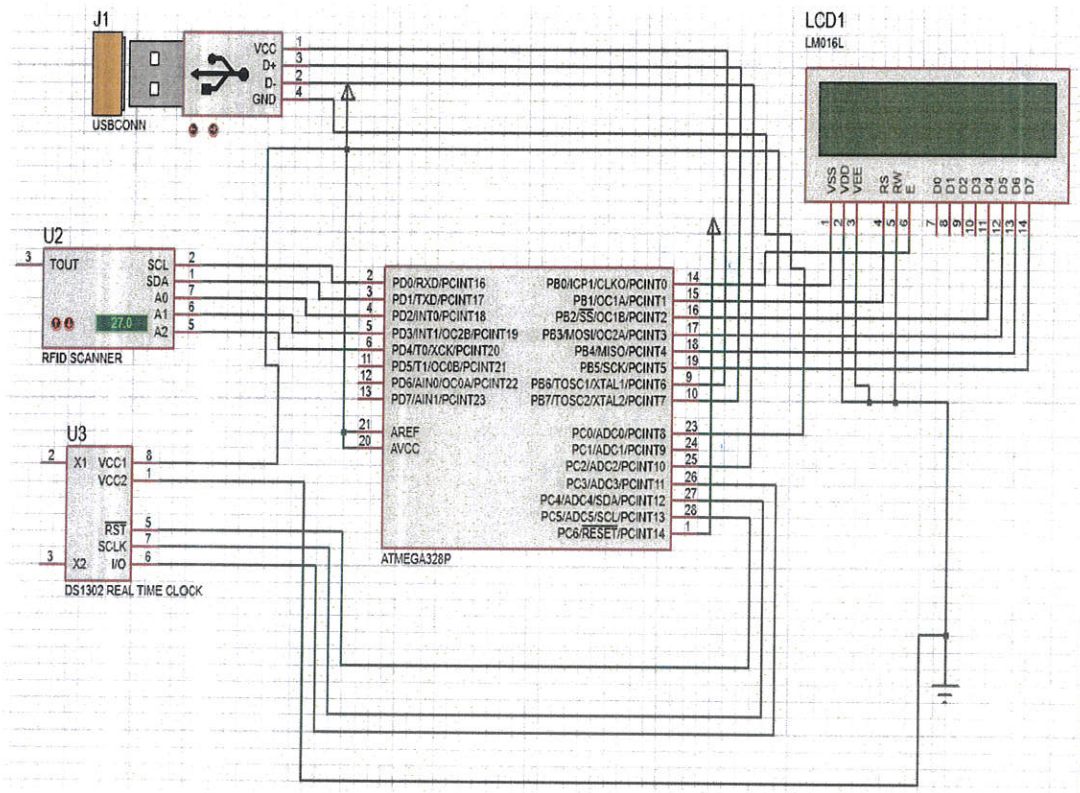 J1
VCC 1
D+ 3
D- 2
GND 4
USBCONN
LCD1
LM016L
VSS VDD VEE RS RW E D0 D1 D2 D3 D4 D5 D6 D7
1 2 3 4 5 6 7 8 9 10 11 12 13 14
U2
3 TOUT SCL 2
SDA 1
A0 7
A1 6
A2 5
27.0
RFID SCANNER
2 PD0/RXD/PCINT16 PB0/ICP1/CLKO/PCINT0 14
3 PD1/TXD/PCINT17 PB1/OC1A/PCINT1 15
4 PD2/INT0/PCINT18 PB2/SS/OC1B/PCINT2 16
5 PD3/INT1/OC2B/PCINT19 PB3/MOSI/OC2A/PCINT3 17
6 PD4/T0/XCK/PCINT20 PB4/MISO/PCINT4 18
11 PD5/T1/OC0B/PCINT21 PB5/SCK/PCINT5 19
12 PD6/AIN0/OC0A/PCINT22 PB6/TOSC1/XTAL1/PCINT6 9
13 PD7/AIN1/PCINT23 PB7/TOSC2/XTAL2/PCINT7 10
21 AREF PC0/ADC0/PCINT8 23
20 AVCC PC1/ADC1/PCINT9 24
PC2/ADC2/PCINT10 25
PC3/ADC3/PCINT11 26
PC4/ADC4/SDA/PCINT12 27
PC5/ADC5/SCL/PCINT13 28
PC6/RESET/PCINT14 1
ATMEGA328P
U3
2 X1 VCC1 8
VCC2 1
RST 5
SCLK 7
3 X2 I/O 6
DS1302 REAL TIME CLOCK